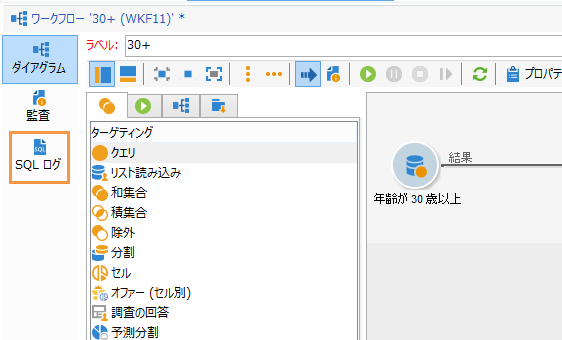 ワークフロー '30+ (WKF11)' *
ダイアグラム
監査
SQL
SQL ログ
ラベル: 30+
プロパテ
ターゲティング
クエリ
リスト読み込み
和集合
積集合
除外
分割
セル
オファー (セル別)
調査の回答
予測分割
結果
年齢が 30 歳以上